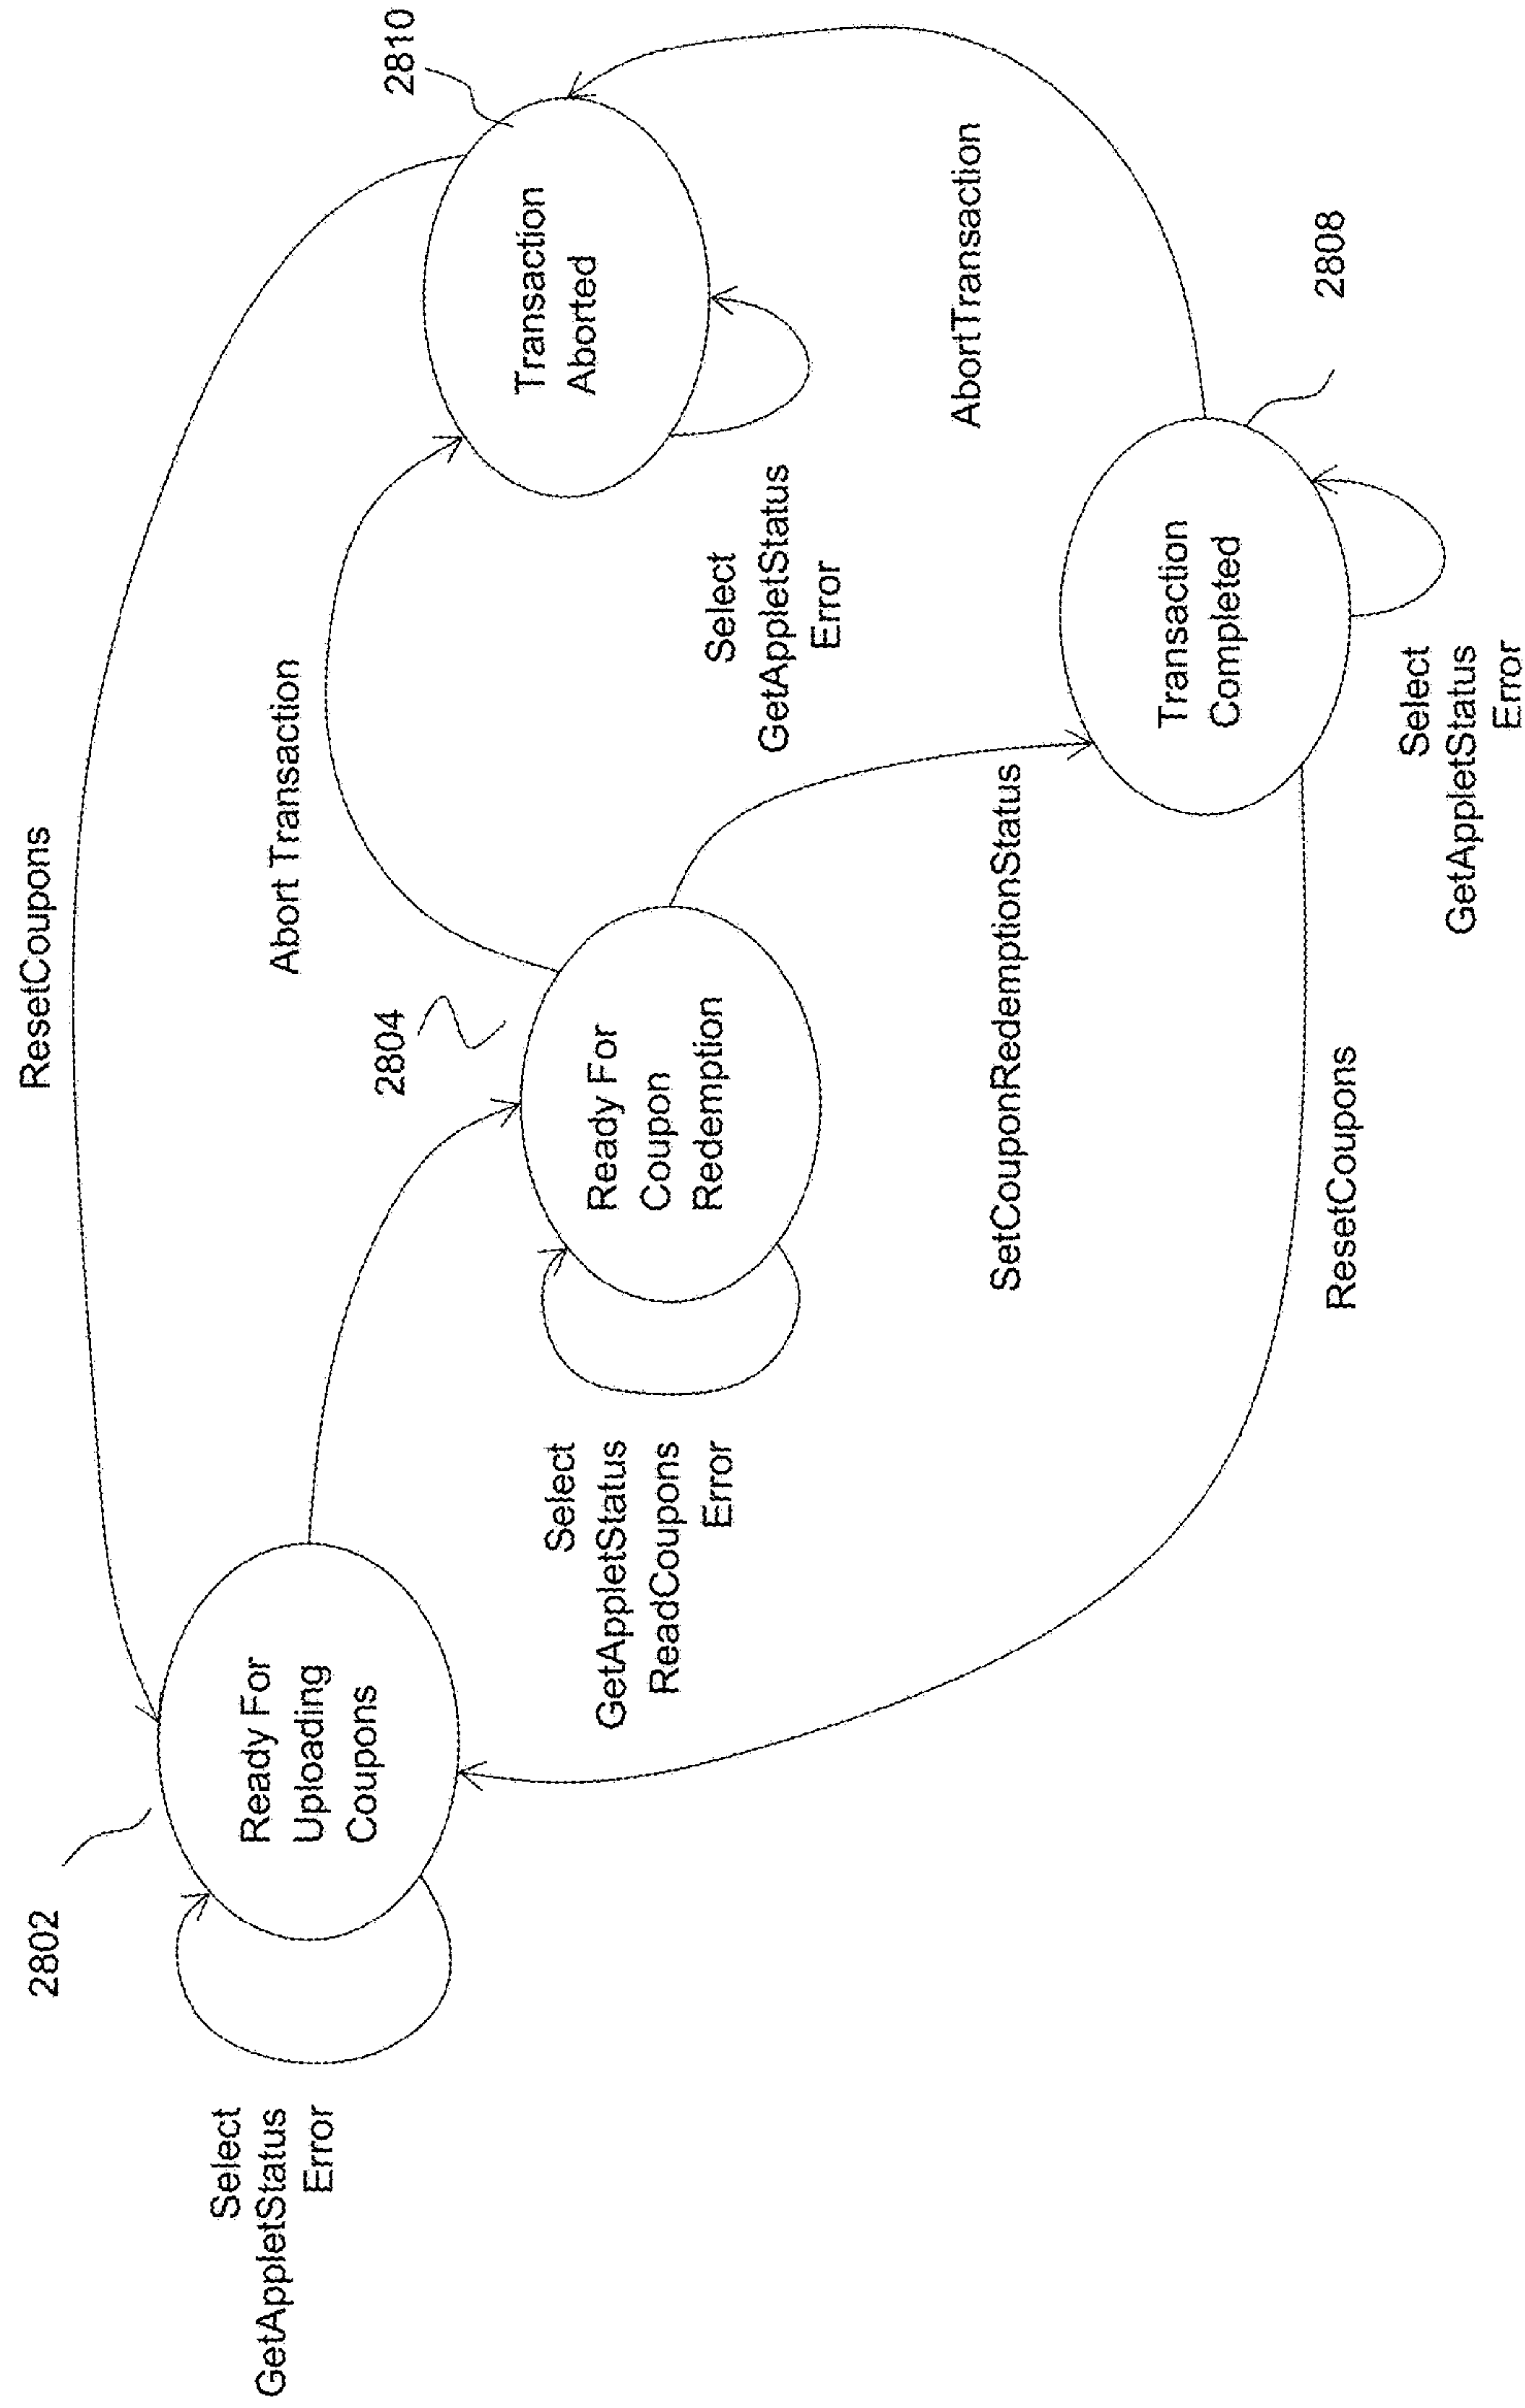 ResetCoupons
2810
2802
Abort Transaction
2804
Ready For
Uploading
Coupons
Transaction
Aborted
Select
GetAppletStatus
Error
Ready For
Coupon
Redemption
Select
GetAppletStatus
ReadCoupons
Error
Select
GetAppletStatus
Error
AbortTransaction
SetCouponRedemptionStatus
Transaction
Completed
2808
ResetCoupons
Select
GetAppletStatus
Error